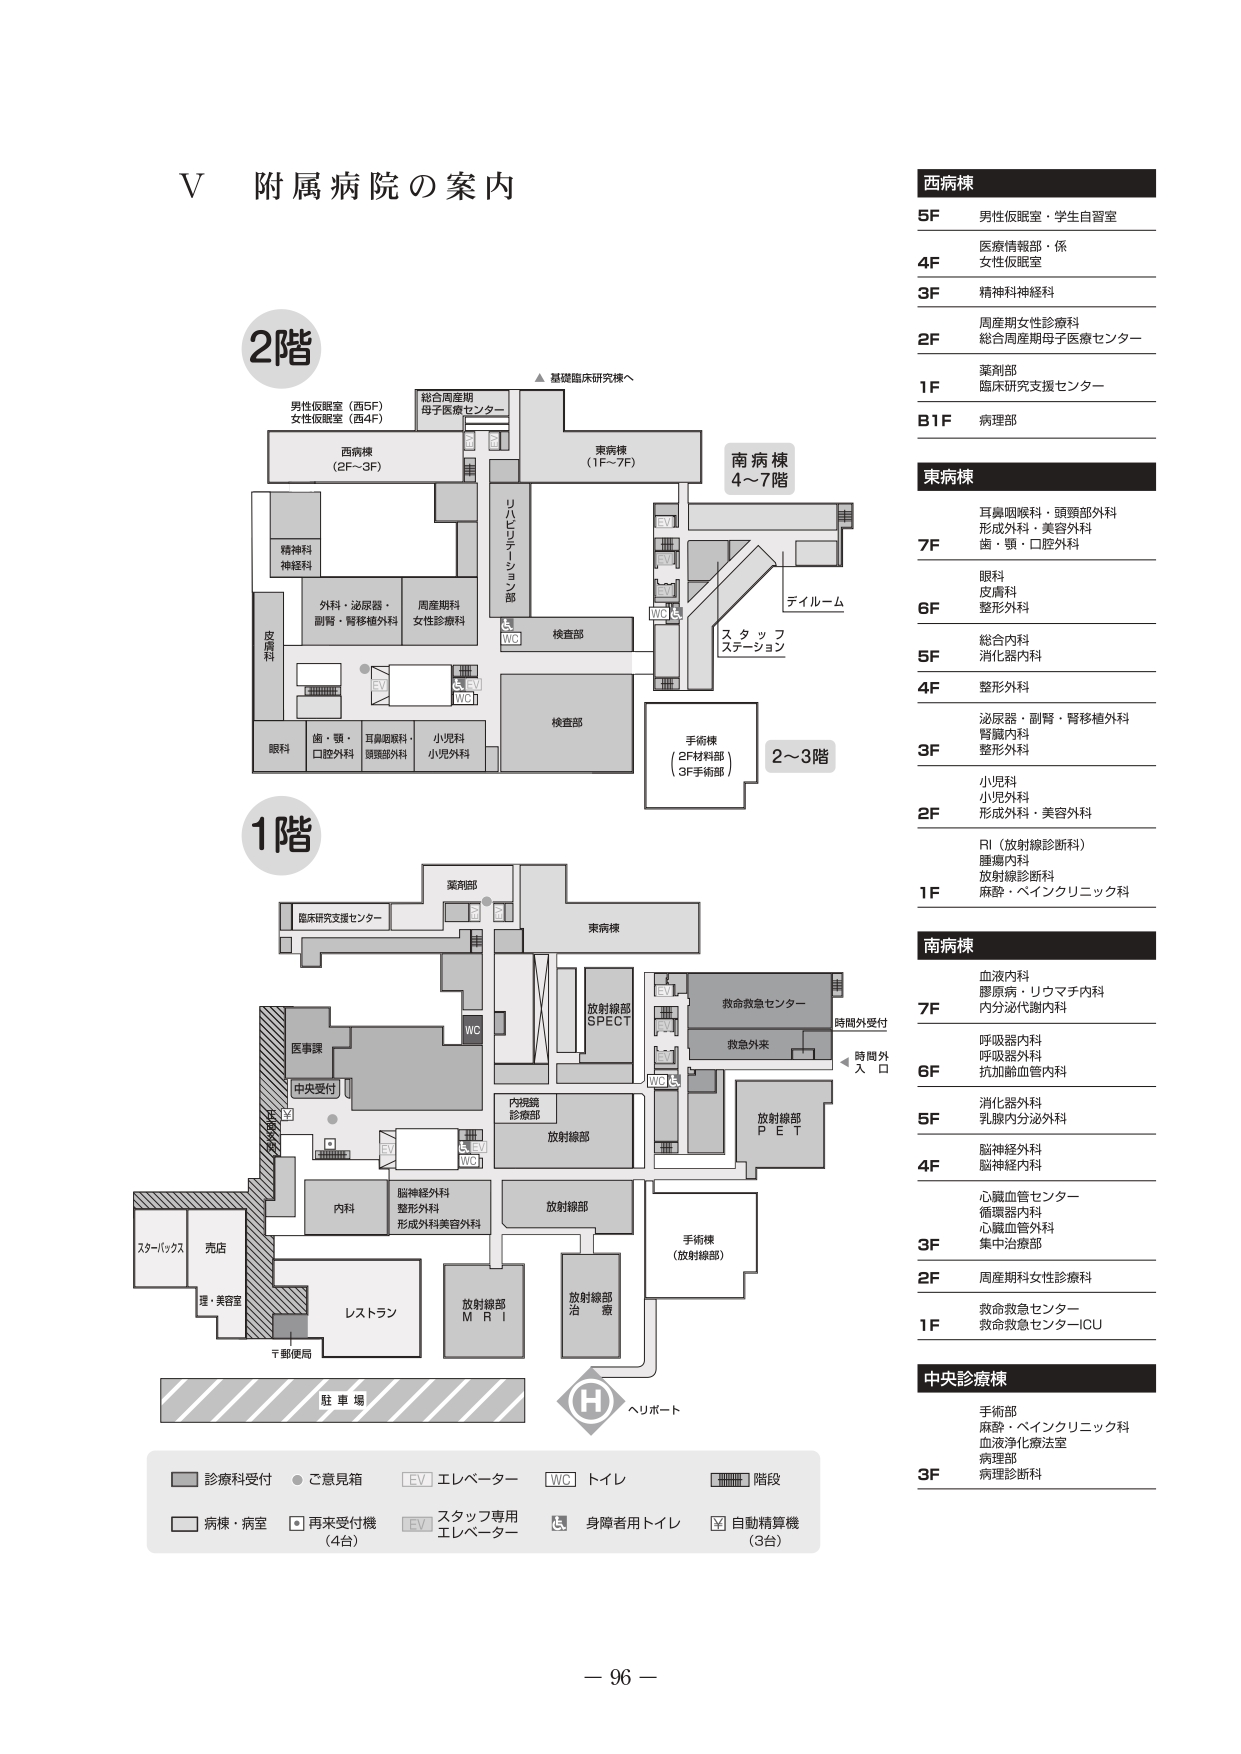 Ⅴ 附属病院の案内
2階
▲ 基礎臨床研究棟へ
男性仮眠室（西5F）
女性仮眠室（西4F）
総合周産期
母子医療センター
西病棟
（2F～3F）
東病棟
（1F～7F）
南病棟
4～7階
リハビリテーション部
精神科
神経科
外科・泌尿器・
副腎・腎移植外科
周産期科
女性診療科
皮膚科
EV
EV
EV
EV
EV
WC
WC
検査部
デイルーム
スタッフ
ステーション
EV
EV
WC
検査部
眼科
歯・顎・
口腔外科
耳鼻咽喉科・
頭頸部外科
小児科
小児外科
手術棟
（2F材料部
3F手術部）
2～3階
1階
薬剤部
EV
EV
臨床研究支援センター
東病棟
放射線部
SPECT
EV
EV
EV
WC
救命救急センター
時間外受付
救急外来
◀ 時間外
入口
WC
医事課
中央受付
正面玄関
¥
内視鏡
診療部
放射線部
放射線部
PET
EV
EV
WC
内科
脳神経外科
整形外科
形成外科美容外科
放射線部
手術棟
（放射線部）
スターバックス
売店
理・美容室
レストラン
〒郵便局
放射線部
MRI
放射線部
治療
駐車場
H
ヘリポート
診療科受付
ご意見箱
EV エレベーター
WC トイレ
階段
病棟・病室
再来受付機
（4台）
EV スタッフ専用
エレベーター
身障者用トイレ
¥ 自動精算機
（3台）
西病棟
5F 男性仮眠室・学生自習室
医療情報部・係
4F 女性仮眠室
3F 精神科神経科
周産期女性診療科
2F 総合周産期母子医療センター
薬剤部
1F 臨床研究支援センター
B1F 病理部
東病棟
耳鼻咽喉科・頭頸部外科
形成外科・美容外科
7F 歯・顎・口腔外科
眼科
皮膚科
6F 整形外科
総合内科
5F 消化器内科
4F 整形外科
泌尿器・副腎・腎移植外科
腎臓内科
3F 整形外科
小児科
小児外科
2F 形成外科・美容外科
RI（放射線診断科）
腫瘍内科
放射線診断科
1F 麻酔・ペインクリニック科
南病棟
血液内科
膠原病・リウマチ内科
7F 内分泌代謝内科
呼吸器内科
呼吸器外科
6F 抗加齢血管内科
消化器外科
5F 乳腺内分泌外科
脳神経外科
4F 脳神経内科
心臓血管センター
循環器内科
心臓血管外科
3F 集中治療部
2F 周産期科女性診療科
救命救急センター
1F 救命救急センターICU
中央診療棟
手術部
麻酔・ペインクリニック科
血液浄化療法室
病理部
3F 病理診断科
― 96 ―